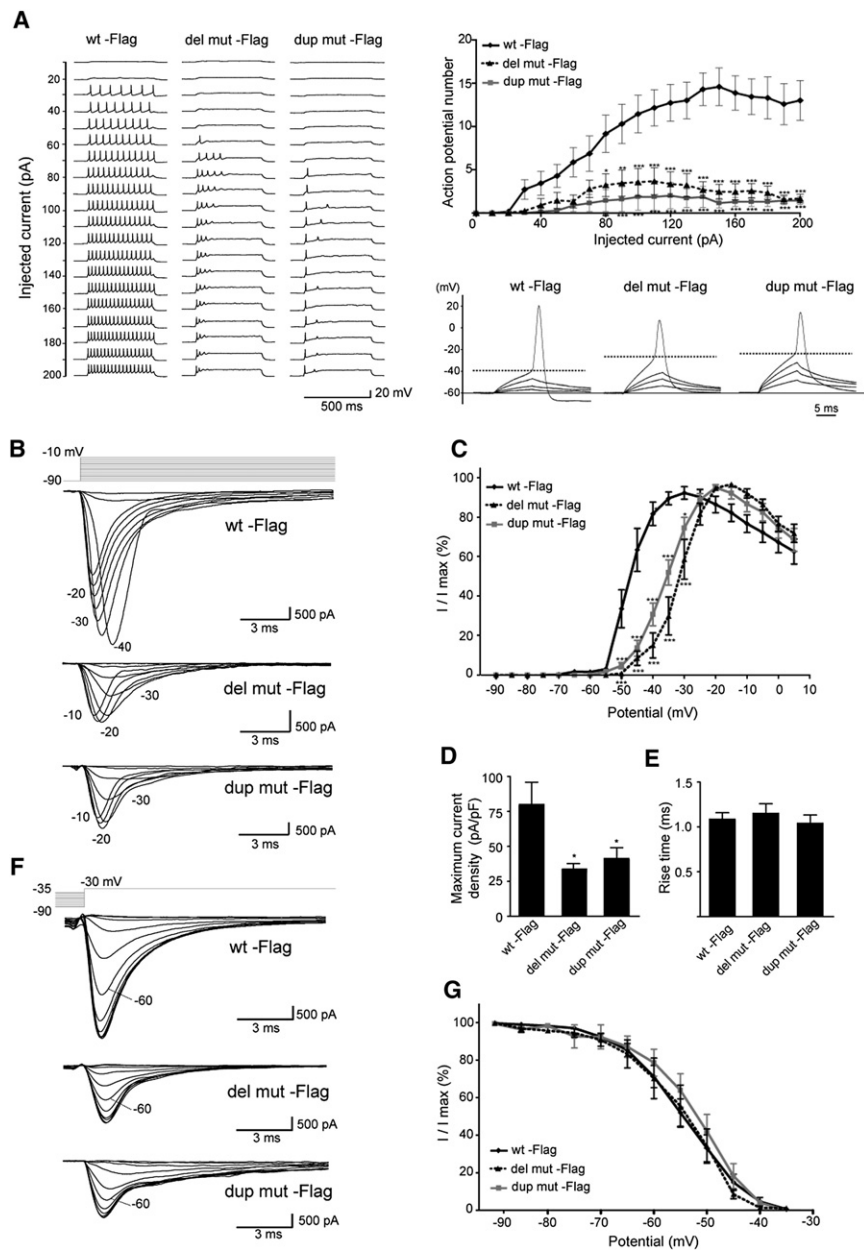 A
wt -Flag
del mut -Flag
dup mut -Flag
Injected current (pA)
20
40
60
80
100
120
140
160
180
200
20 mV
500 ms
Action potential number
20
15
10
5
wt -Flag
del mut -Flag
dup mut -Flag
0
40
80
120
160
200
Injected current (pA)
(mV)
20
0
-20
-40
-60
wt -Flag
del mut -Flag
dup mut -Flag
5 ms
B
-10 mV
-90
wt -Flag
-20
-30
-40
500 pA
3 ms
del mut -Flag
-10
-20
-30
500 pA
3 ms
dup mut -Flag
-10
-20
-30
500 pA
3 ms
C
I / I max (%)
100
80
60
40
20
0
wt -Flag
del mut -Flag
dup mut -Flag
-90
-80
-70
-60
-50
-40
-30
-20
-10
0
10
Potential (mV)
D
Maximum current
density (pA/pF)
100
75
50
25
0
*
*
wt -Flag
del mut -Flag
dup mut -Flag
E
Rise time (ms)
1.5
1.0
0.5
0
wt -Flag
del mut -Flag
dup mut -Flag
F
-35
-90
-30 mV
wt -Flag
-60
500 pA
3 ms
del mut -Flag
-60
500 pA
3 ms
dup mut -Flag
-60
500 pA
3 ms
G
I / I max (%)
100
80
60
40
20
0
wt -Flag
del mut -Flag
dup mut -Flag
-90
-80
-70
-60
-50
-40
-30
Potential (mV)